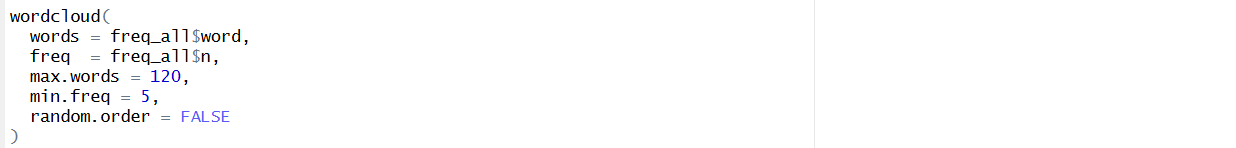 wordcloud(
  words = freq_all$word,
  freq  = freq_all$n,
  max.words = 120,
  min.freq = 5,
  random.order = FALSE
)